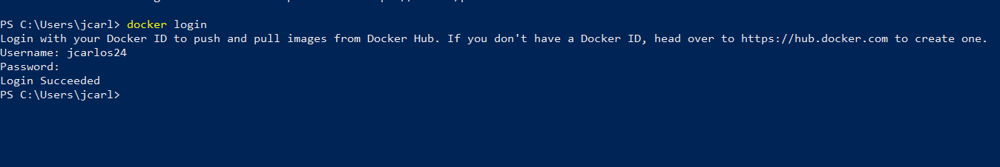 PS C:\Users\jcarl> docker login
Login with your Docker ID to push and pull images from Docker Hub. If you don't have a Docker ID, head over to https://hub.docker.com to create one.
Username: jcarlos24
Password:
Login Succeeded
PS C:\Users\jcarl>